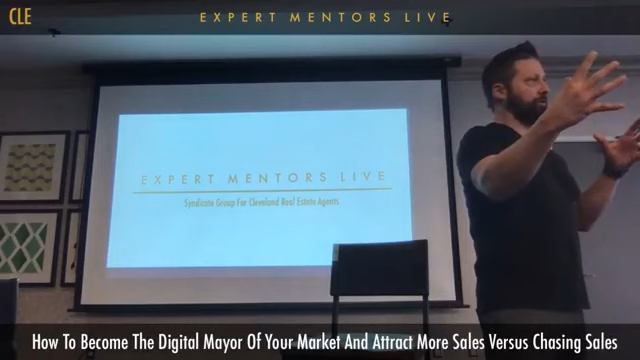 CLE
EXPERT MENTORS LIVE
EXPERT MENTORS LIVE
Syndicate Group For Cleveland Real Estate Agents
How To Become The Digital Mayor Of Your Market And Attract More Sales Versus Chasing Sales